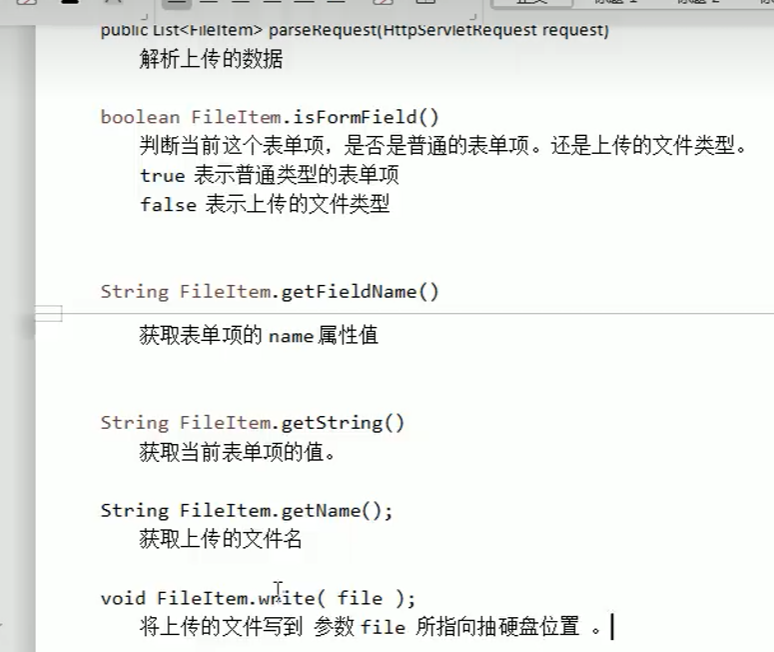 public List<FileItem> parseRequest(HttpServletRequest request)
解析上传的数据
boolean FileItem.isFormField()
判断当前这个表单项，是否是普通的表单项。还是上传的文件类型。
true 表示普通类型的表单项
false 表示上传的文件类型
String FileItem.getFieldName()
获取表单项的 name 属性值
String FileItem.getString()
获取当前表单项的值。
String FileItem.getName();
获取上传的文件名
void FileItem.write( file );
将上传的文件写到 参数 file 所指向抽硬盘位置 。